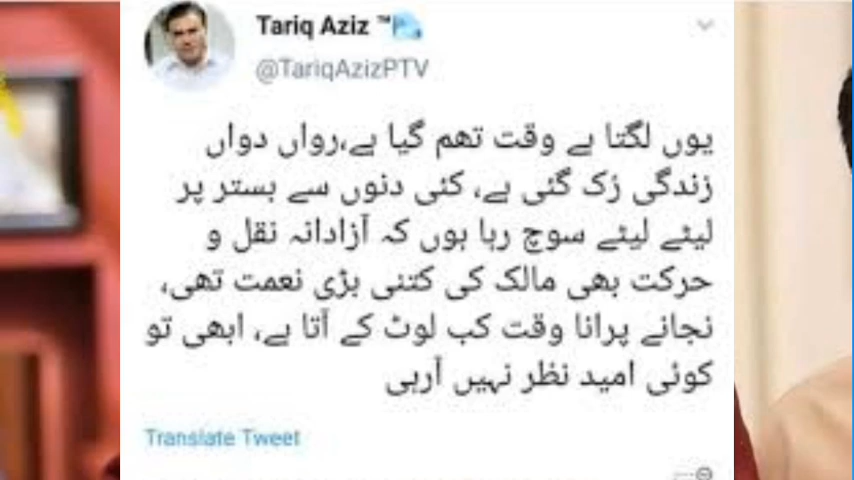 Tariq Aziz ™
@TariqAzizPTV
یوں لگتا ہے وقت تھم گیا ہے،رواں دواں
زندگی رُک گئی ہے، کئی دنوں سے بستر پر
لیٹے لیٹے سوچ رہا ہوں کہ آزادانہ نقل و
حرکت بھی مالک کی کتنی بڑی نعمت تھی،
نجانے پرانا وقت کب لوٹ کے آتا ہے، ابھی تو
کوئی امید نظر نہیں آرہی
Translate Tweet